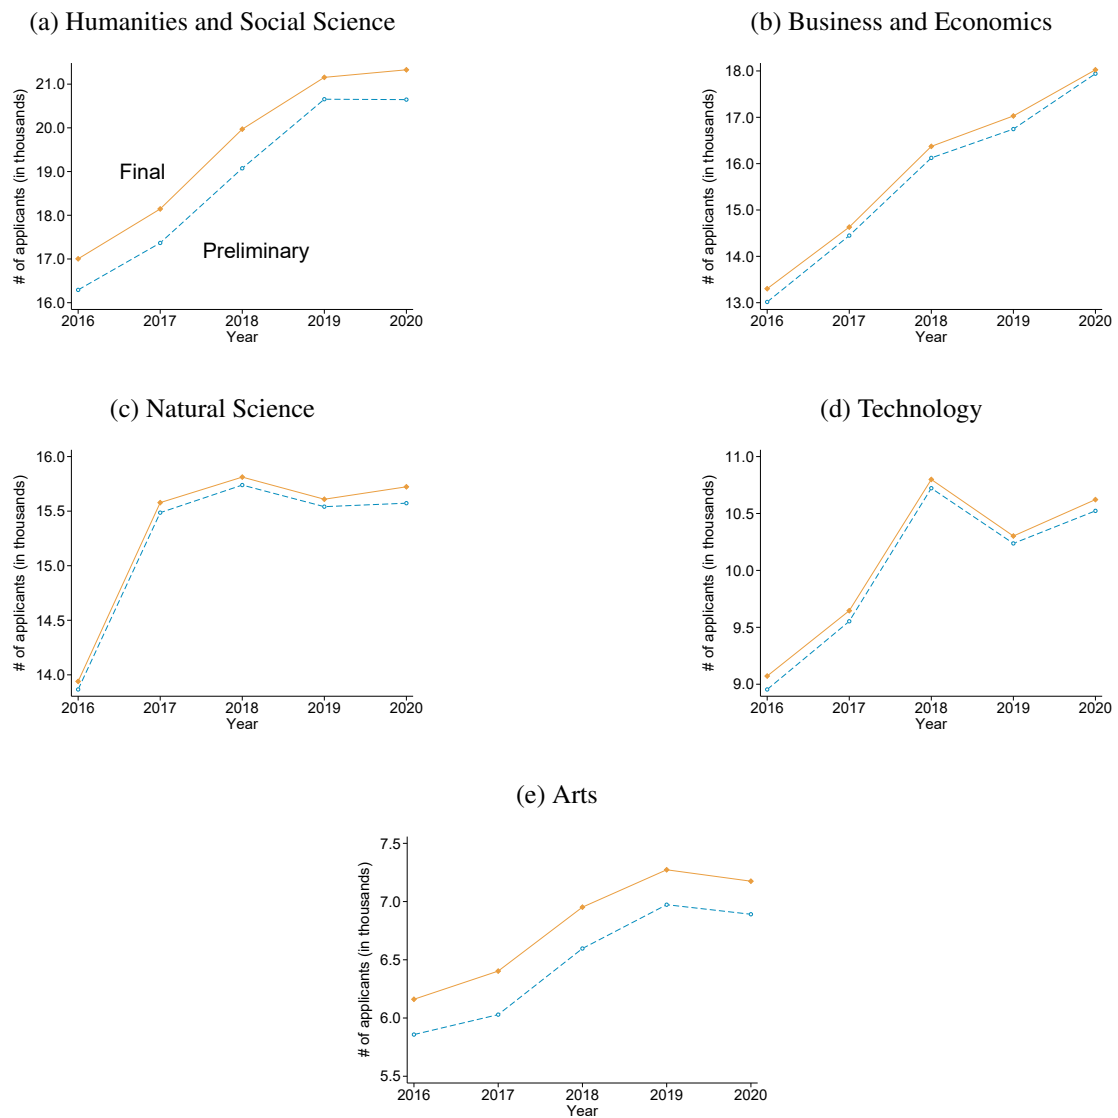 (a) Humanities and Social Science
# of applicants (in thousands)
21.0
20.0
19.0
18.0
17.0
16.0
Final
Preliminary
2016 2017 2018 2019 2020
Year
(b) Business and Economics
# of applicants (in thousands)
18.0
17.0
16.0
15.0
14.0
13.0
2016 2017 2018 2019 2020
Year
(c) Natural Science
# of applicants (in thousands)
16.0
15.5
15.0
14.5
14.0
2016 2017 2018 2019 2020
Year
(d) Technology
# of applicants (in thousands)
11.0
10.5
10.0
9.5
9.0
2016 2017 2018 2019 2020
Year
(e) Arts
# of applicants (in thousands)
7.5
7.0
6.5
6.0
5.5
2016 2017 2018 2019 2020
Year